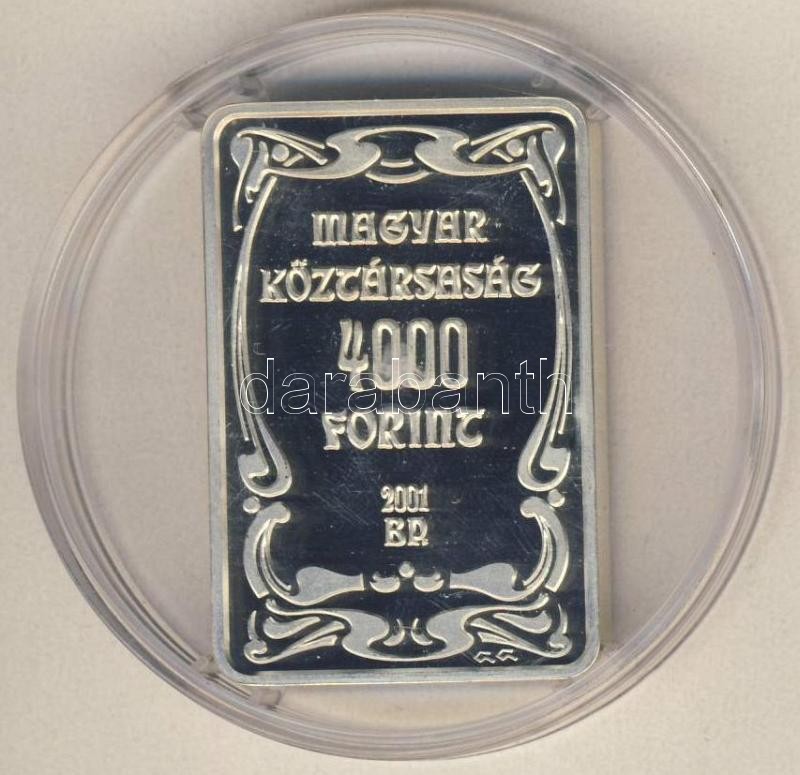 MAGYAR
KÖZTÁRSASÁG
4000
darabanth
FORINT
2001
BP.